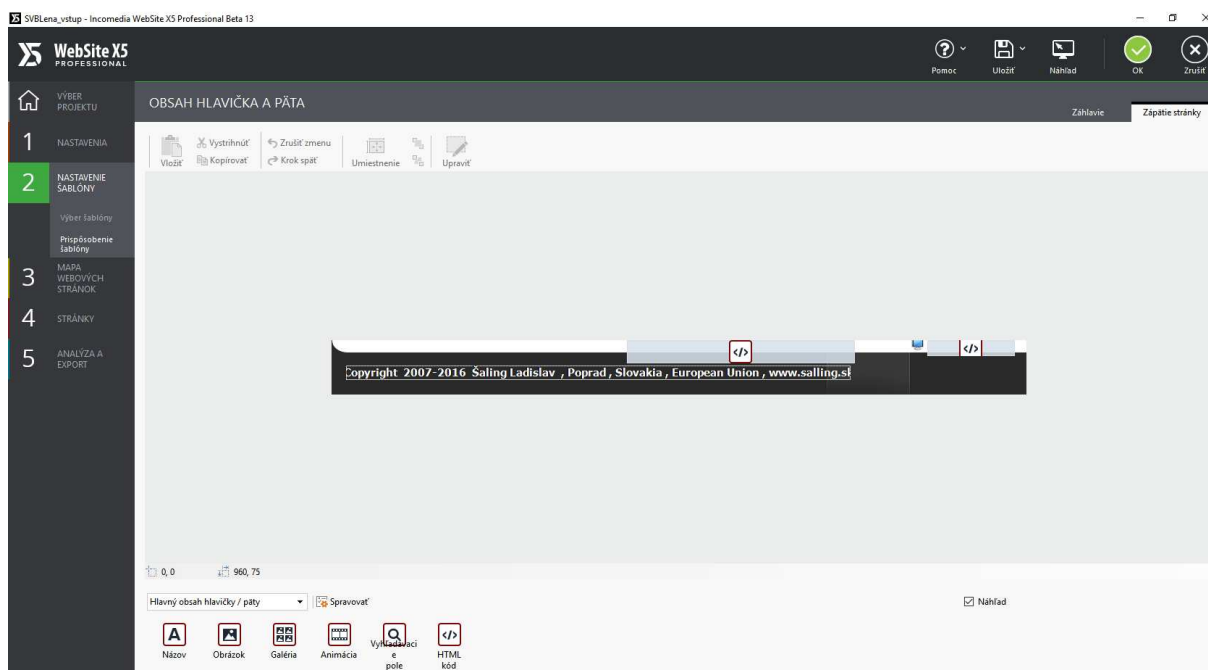 SVBLena_vstup - Incomedia WebSite X5 Professional Beta 13
WebSite X5
PROFESSIONAL
Pomoc
Uložiť
Náhľad
OK
Zrušiť
VÝBER
PROJEKTU
OBSAH HLAVIČKA A PÄTA
Záhlavie
Zápätie stránky
1
NASTAVENIA
Vložiť
Vystrihnúť
Kopírovať
Zrušiť zmenu
Krok späť
Umiestnenie
Upraviť
2
NASTAVENIE
ŠABLÓNY
Výber šablóny
Prispôsobenie
šablóny
3
MAPA
WEBOVÝCH
STRÁNOK
4
STRÁNKY
5
ANALÝZA A
EXPORT
Copyright 2007-2016 Šaling Ladislav , Poprad , Slovakia , European Union , www.salling.sk
0, 0
960, 75
Hlavný obsah hlavičky / päty
Spravovať
Náhľad
Názov
Obrázok
Galéria
Animácia
Vyhľadávaci
e
pole
HTML
kód